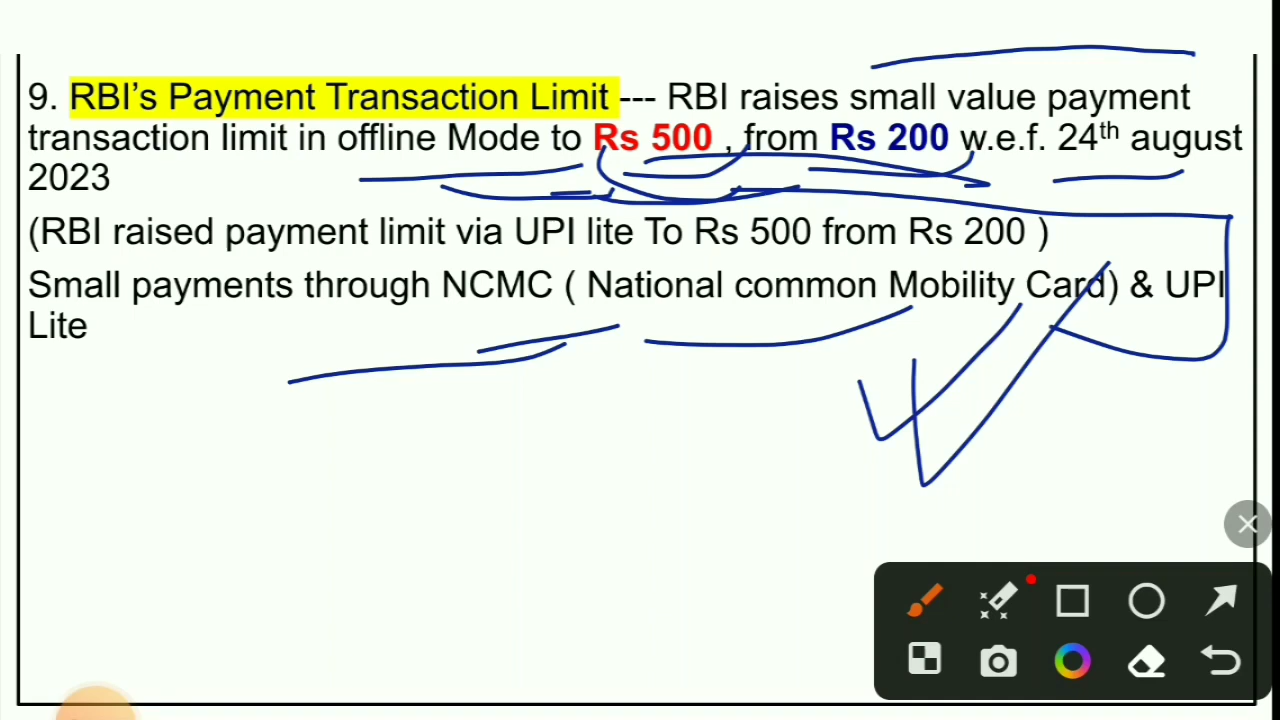 9. RBI's Payment Transaction Limit --- RBI raises small value payment
transaction limit in offline Mode to Rs 500 , from Rs 200 w.e.f. 24th august
2023
(RBI raised payment limit via UPI lite To Rs 500 from Rs 200 )
Small payments through NCMC ( National common Mobility Card) & UPI
Lite